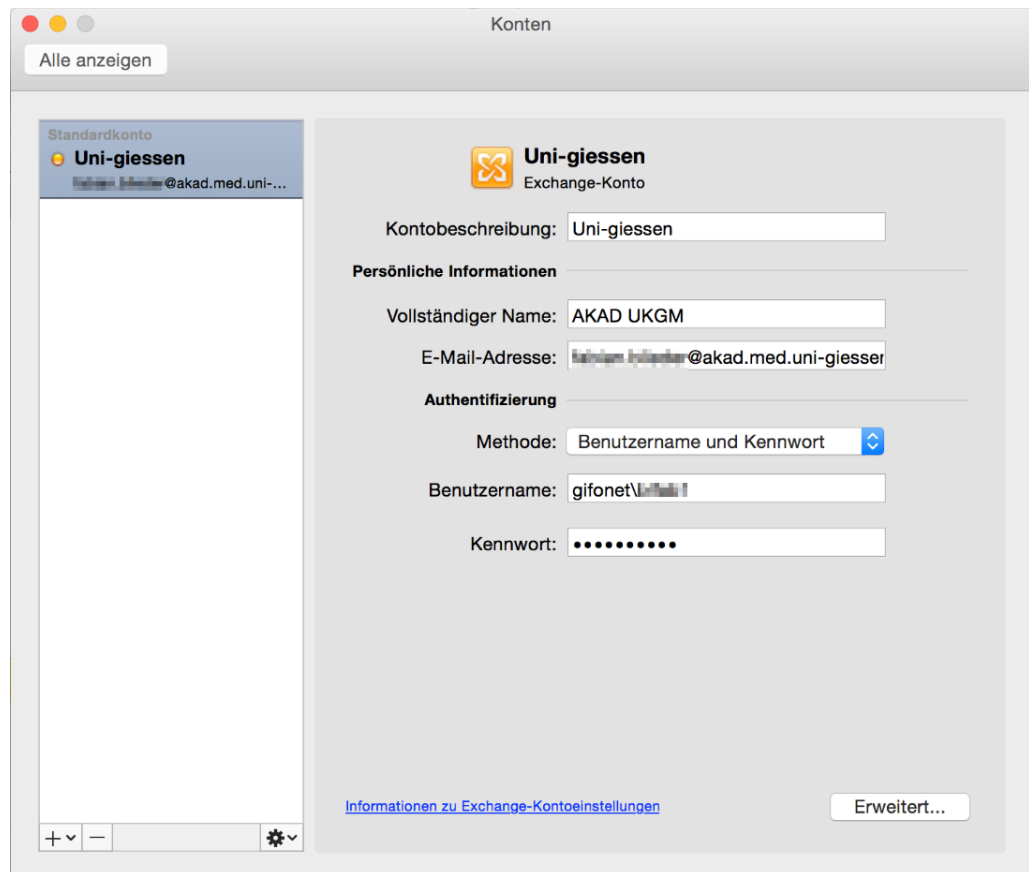 Konten
Alle anzeigen
Standardkonto
Uni-giessen
@akad.med.uni-...
Uni-giessen
Exchange-Konto
Kontobeschreibung: Uni-giessen
Persönliche Informationen
Vollständiger Name: AKAD UKGM
E-Mail-Adresse: @akad.med.uni-giessen
Authentifizierung
Methode: Benutzername und Kennwort
Benutzername: gifonet\
Kennwort: ••••••••••
Informationen zu Exchange-Kontoeinstellungen
Erweitert...